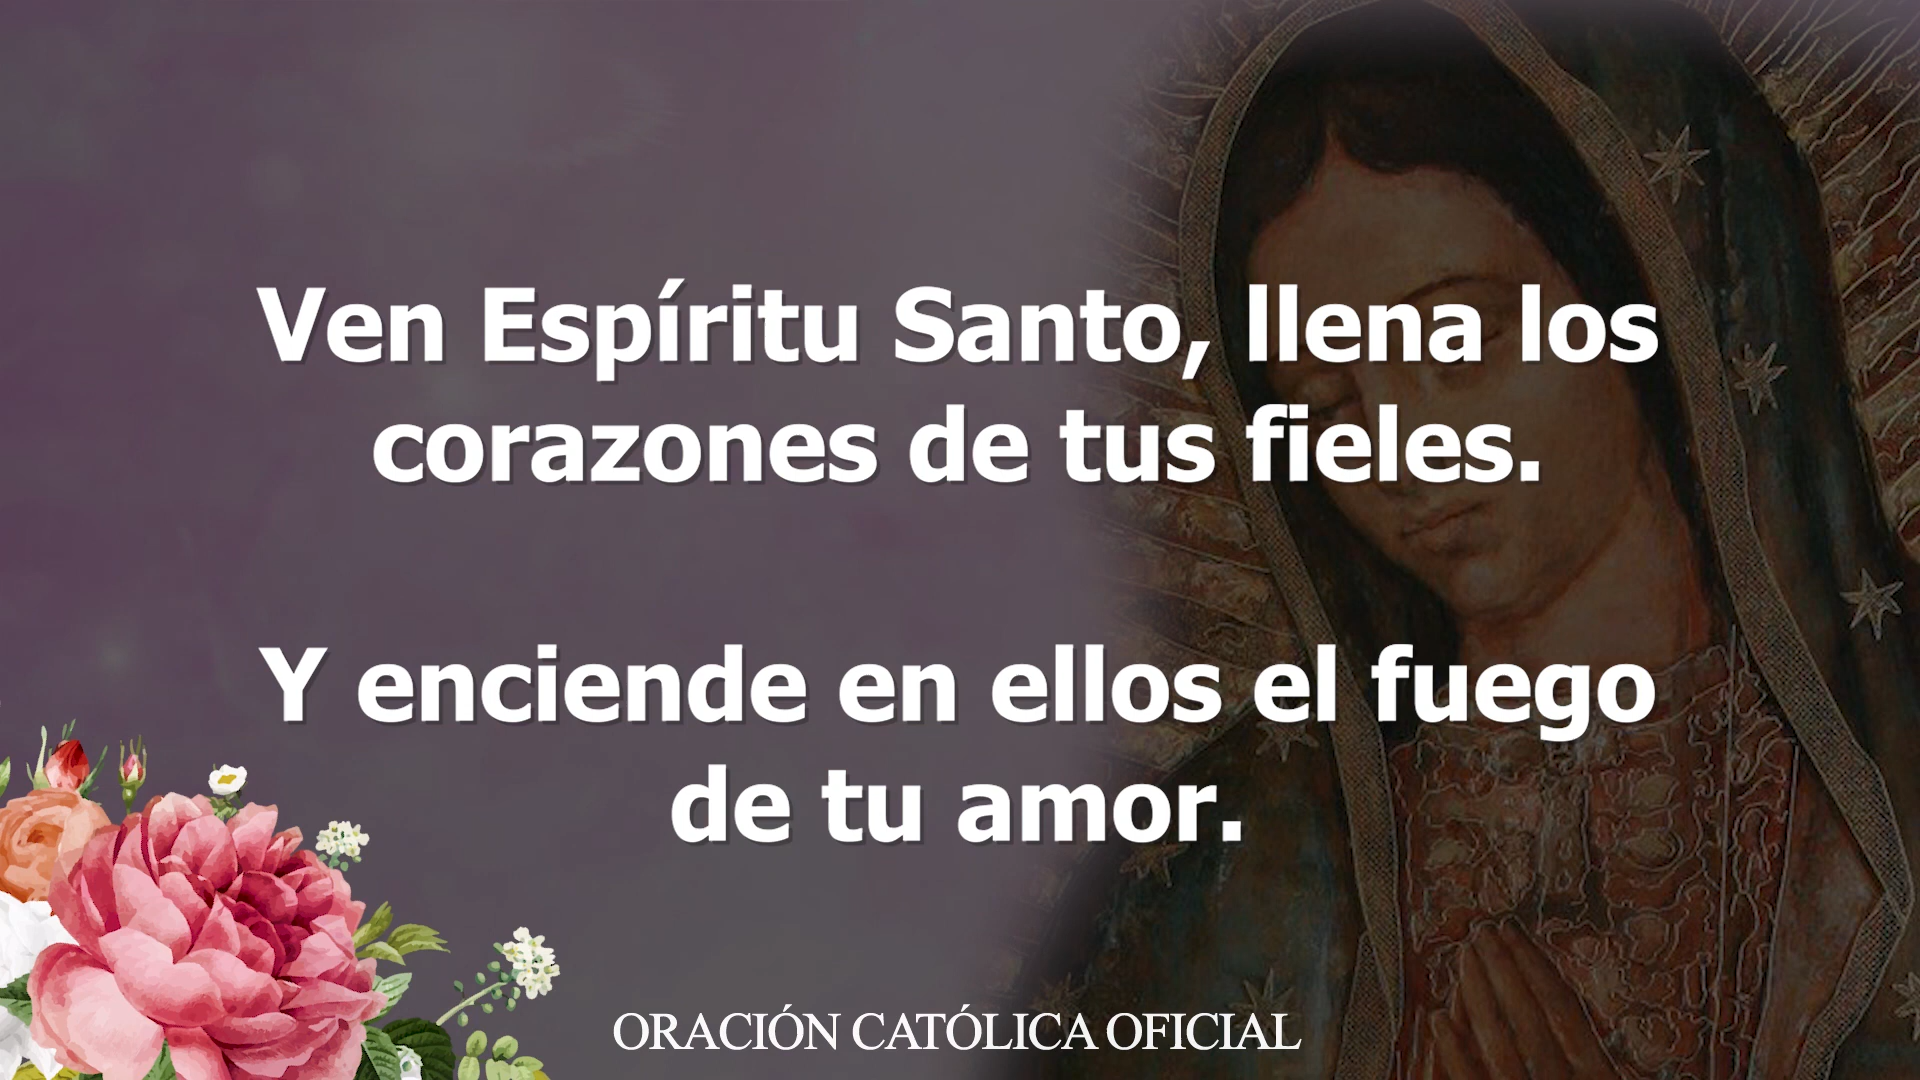 Ven Espíritu Santo, llena los
corazones de tus fieles.
Y enciende en ellos el fuego
de tu amor.
ORACIÓN CATÓLICA OFICIAL